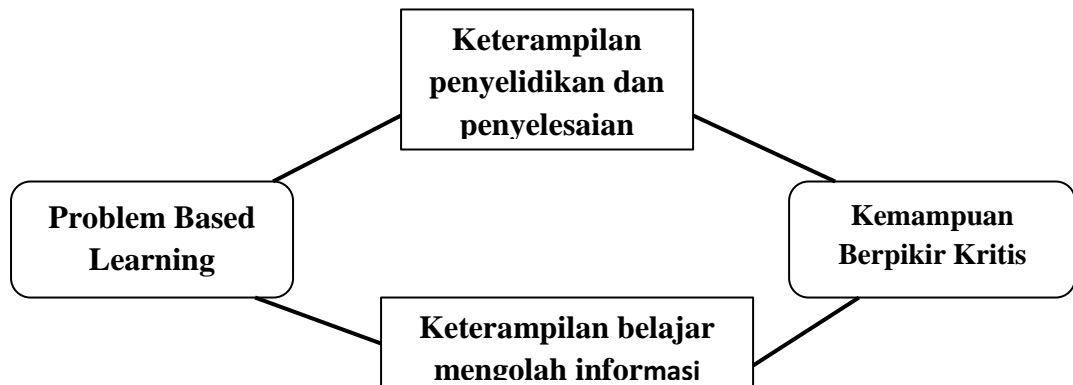 Keterampilan
penyelidikan dan
penyelesaian
Problem Based
Learning
Kemampuan
Berpikir Kritis
Keterampilan belajar
mengolah informasi